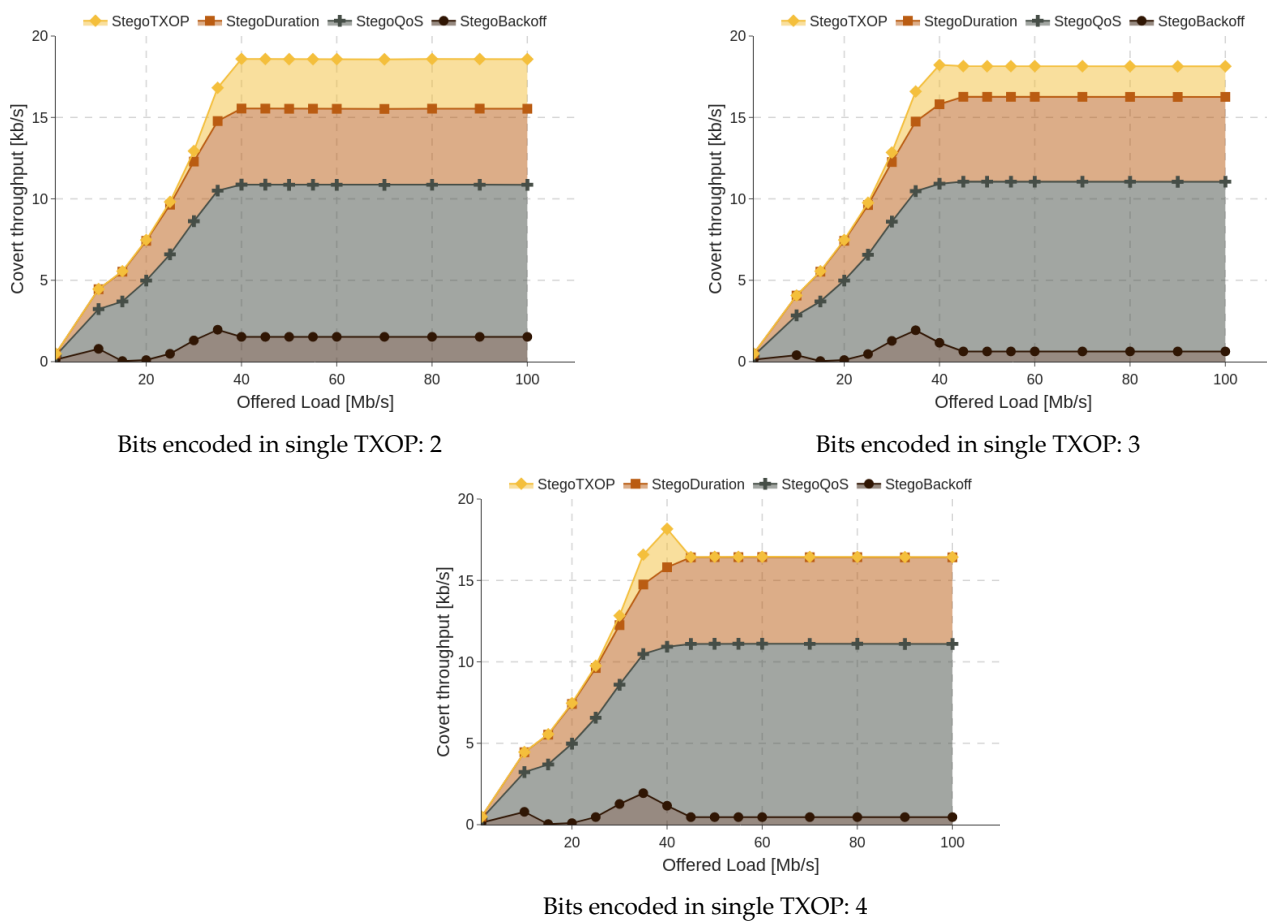 StegoTXOP StegoDuration StegoQoS StegoBackoff
20
15
10
5
0
Covert throughput [kb/s]
20 40 60 80 100
Offered Load [Mb/s]
Bits encoded in single TXOP: 2
StegoTXOP StegoDuration StegoQoS StegoBackoff
20
15
10
5
0
Covert throughput [kb/s]
20 40 60 80 100
Offered Load [Mb/s]
Bits encoded in single TXOP: 3
StegoTXOP StegoDuration StegoQoS StegoBackoff
20
15
10
5
0
Covert throughput [kb/s]
20 40 60 80 100
Offered Load [Mb/s]
Bits encoded in single TXOP: 4